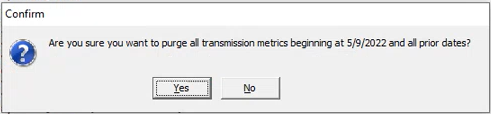 Confirm
Are you sure you want to purge all transmission metrics beginning at 5/9/2022 and all prior dates?
Yes
No